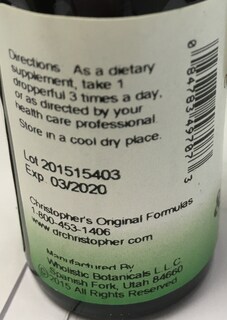 Directions As a dietary
supplement, take 1
dropperful 3 times a day,
or as directed by your
health care professional.
Store in a cool dry place.
Lot 201515403
Exp 03/2020
Christopher's Original Formulas
1-800-453-1406
www drchristopher com
Manufactured By
Wholistic Botanicals L.L.C.
Spanish Fork, Utah 84660
©2015 All Rights Reserved